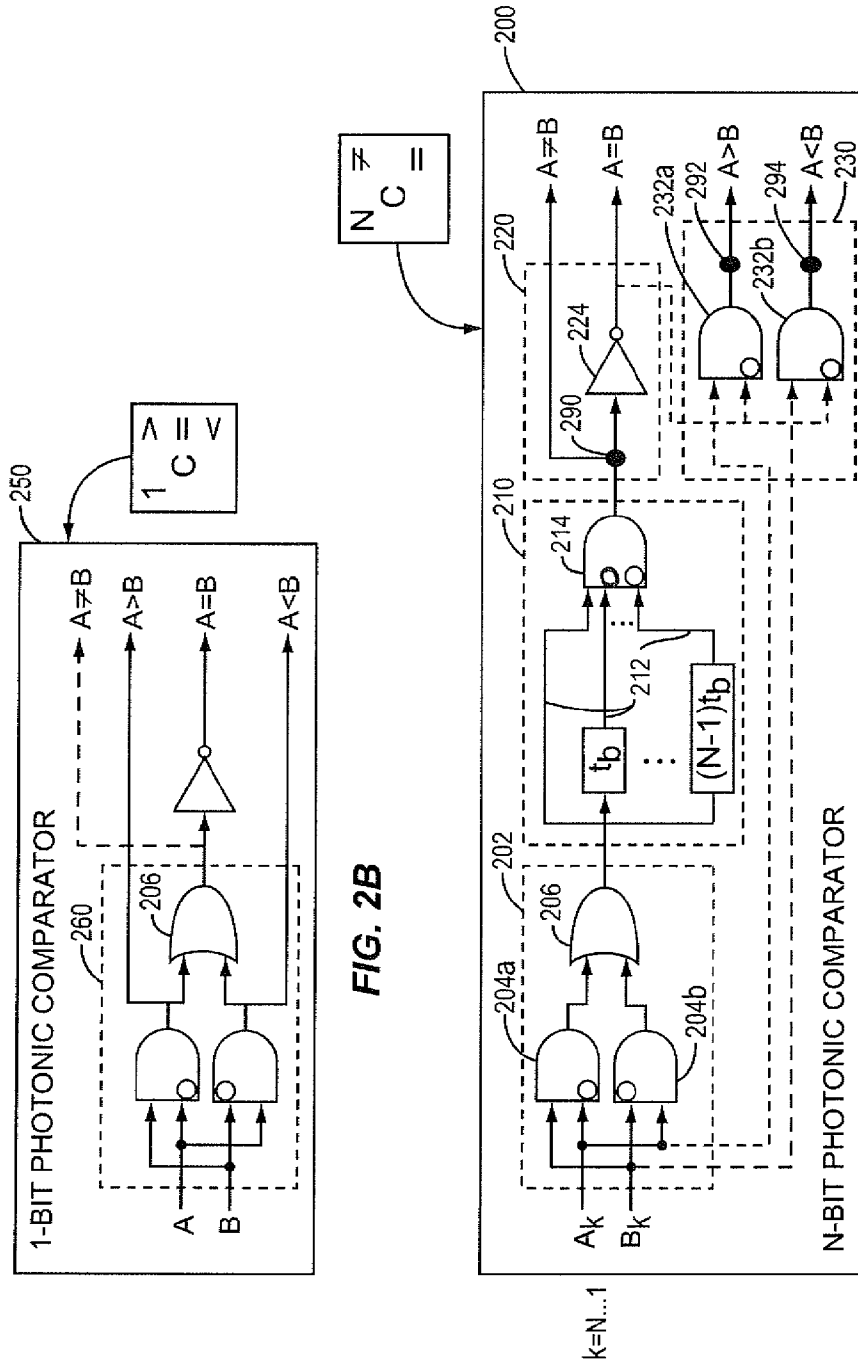 1-BIT PHOTONIC COMPARATOR
250
1 C > = <
260
206
A
B
A≠B
A>B
A=B
A<B
FIG. 2B
N C ≠ =
200
202
204a
204b
206
210
212
214
220
224
290
230
232a
232b
292
294
k=N...1
Ak
Bk
tb
...
(N-1)tb
...
A≠B
A=B
A>B
A<B
N-BIT PHOTONIC COMPARATOR